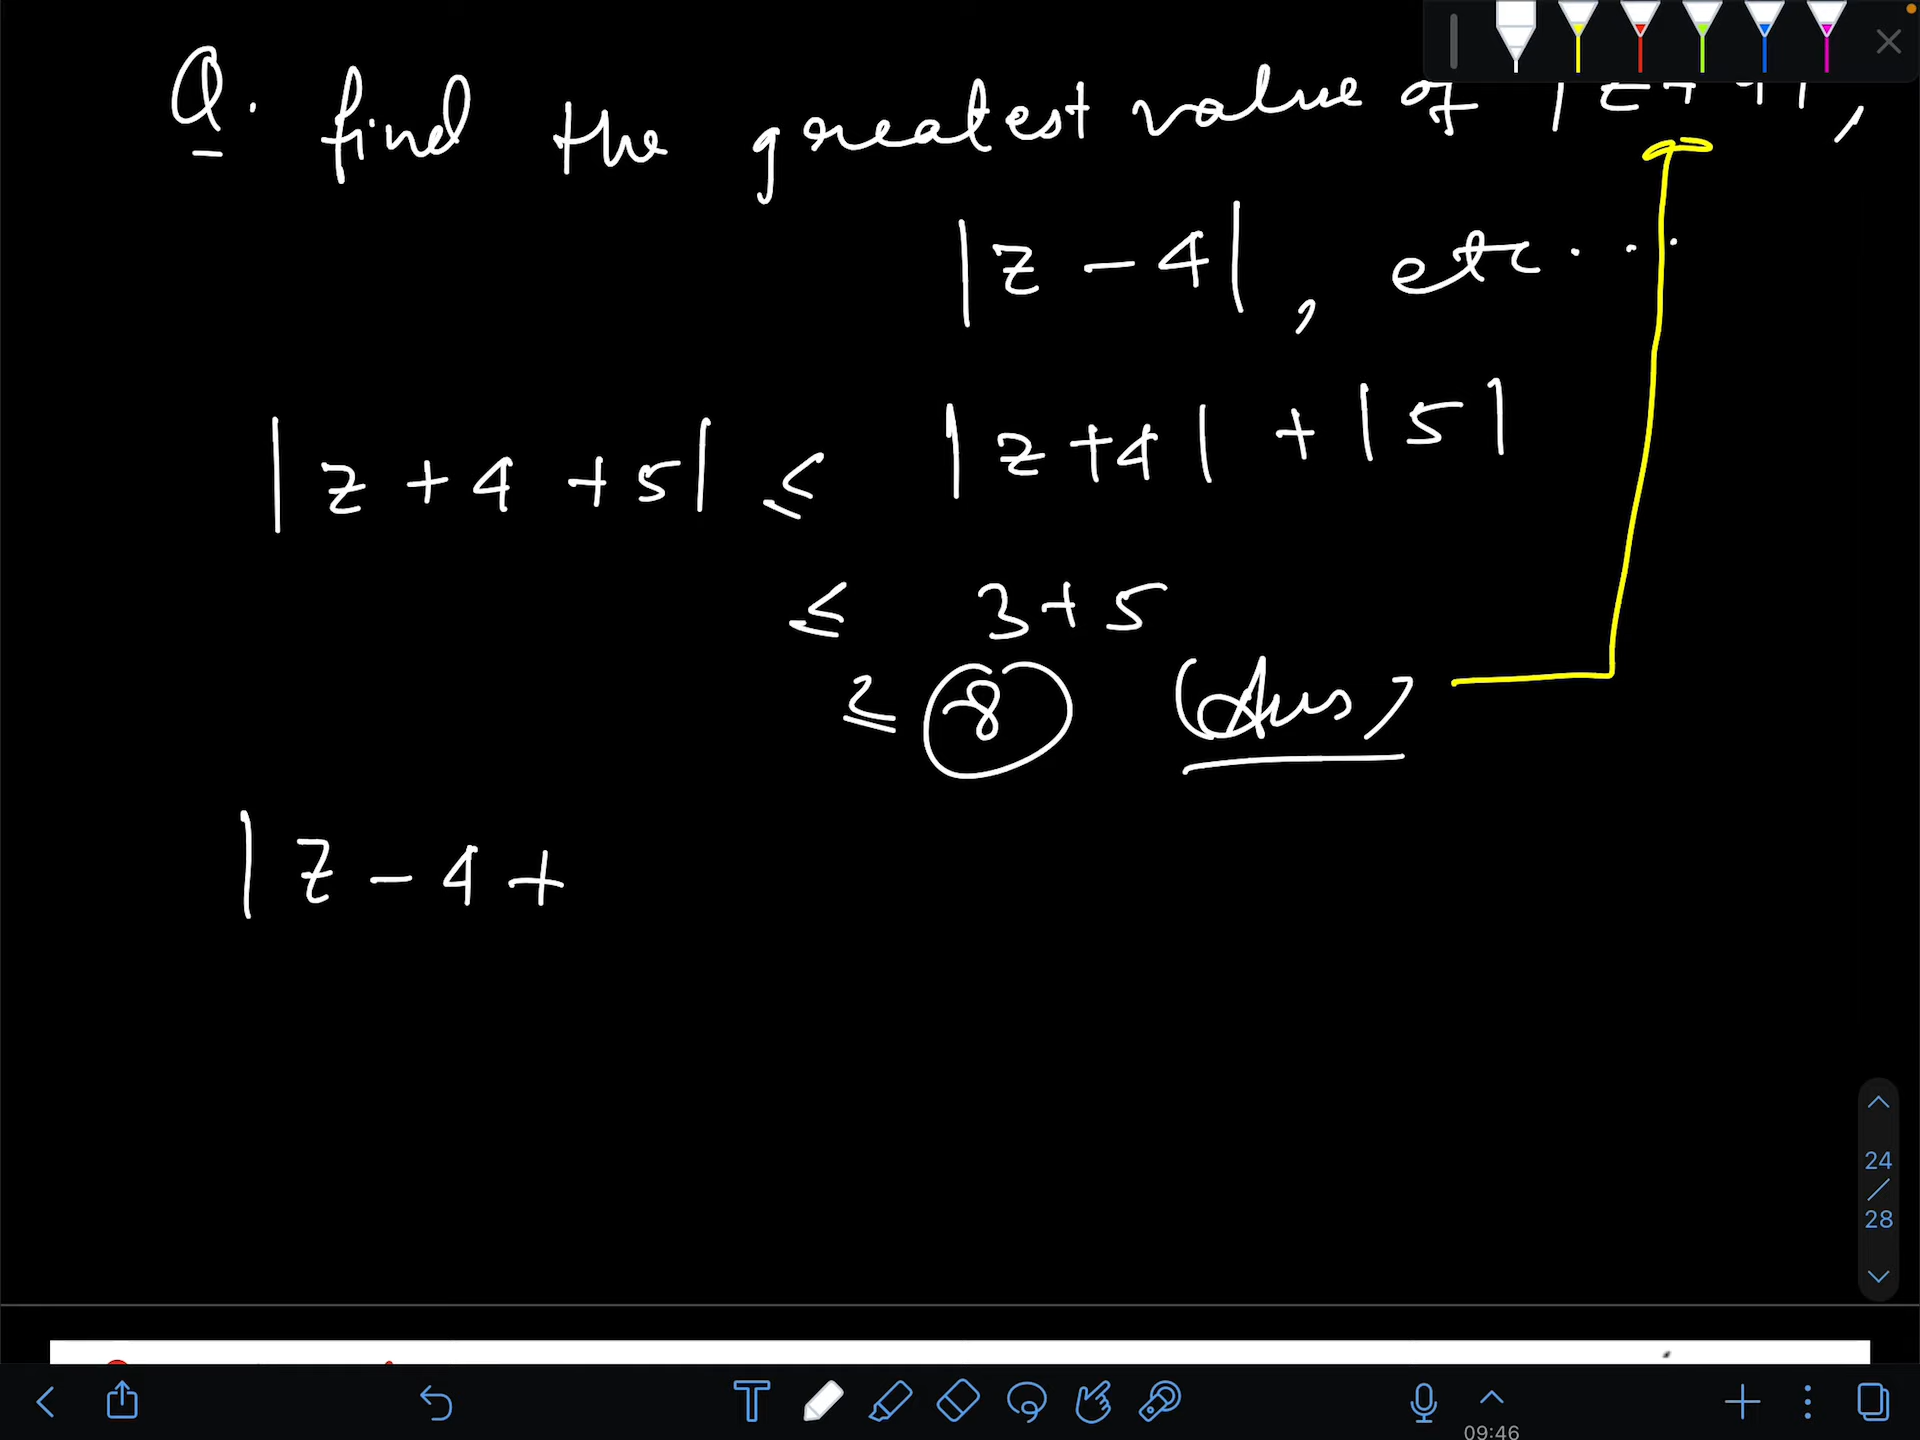 Q. find the greatest value of |z+9|,
|z - 4|, etc....
|z + 4 + 5| ≤ |z+4| + |5|
≤ 3+5
≤ 8 (Ans)
|z - 4 +
24
/
28
T
09:46